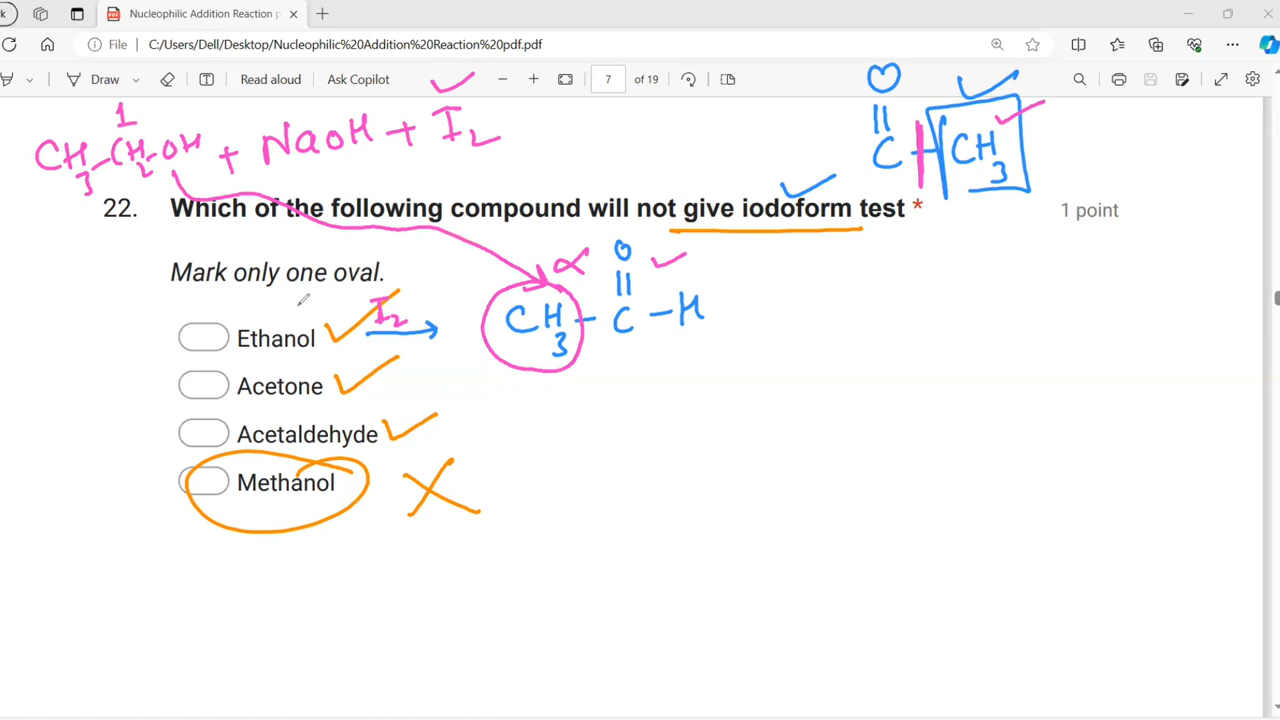 Nucleophilic Addition Reaction p
File C:/Users/Dell/Desktop/Nucleophilic%20Addition%20Reaction%20pdf.pdf
Draw Read aloud Ask Copilot 7 of 19
1
CH3-CH2-OH + NaOH + I2
O
||
C - CH3
22. Which of the following compound will not give iodoform test * 1 point
Mark only one oval.
α O
||
Ethanol I2 CH3 - C - H
Acetone
Acetaldehyde
Methanol